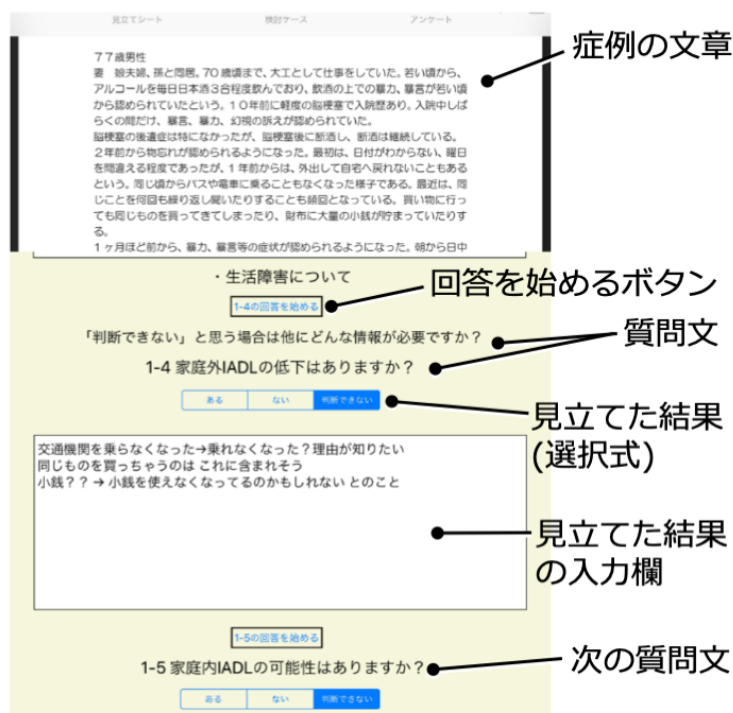 見立てシート
検討ケース
アンケート
77歳男性
妻 娘夫婦、孫と同居。70歳頃まで、大工として仕事をしていた。若い頃から、
アルコールを毎日日本酒3合程度飲んでおり、飲酒の上での暴力、暴言が若い頃
から認められていたという。10年前に軽度の脳梗塞で入院歴あり。入院中しば
らくの間だけ、暴言、暴力、幻視の訴えが認められていた。
脳梗塞の後遺症は特になかったが、脳梗塞後に断酒し、断酒は継続している。
2年前から物忘れが認められるようになった。最初は、日付がわからない、曜日
を間違える程度であったが、1年前からは、外出して自宅へ戻れないこともある
という。同じ頃からバスや電車に乗ることもなくなった様子である。最近は、同
じことを何回も繰り返し聞いたりすることも頻回となっている。買い物に行っ
ても同じものを買ってきてしまったり、財布に大量の小銭が貯まっていたりす
る。
1ヶ月ほど前から、暴力、暴言等の症状が認められるようになった。朝から日中
症例の文章
・生活障害について
回答を始めるボタン
1-4の回答を始める
「判断できない」と思う場合は他にどんな情報が必要ですか？
質問文
1-4 家庭外IADLの低下はありますか？
ある
ない
判断できない
見立てた結果
(選択式)
交通機関を乗らなくなった→乗れなくなった？理由が知りたい
同じものを買っちゃうのは これに含まれそう
小銭？？→ 小銭を使えなくなってるのかもしれない とのこと
見立てた結果
の入力欄
1-5の回答を始める
1-5 家庭内IADLの可能性はありますか？
次の質問文
ある
ない
判断できない